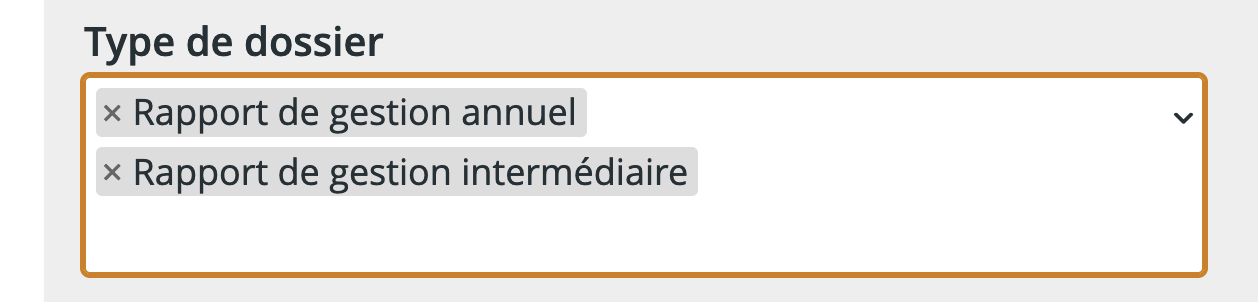 Type de dossier
× Rapport de gestion annuel
× Rapport de gestion intermédiaire